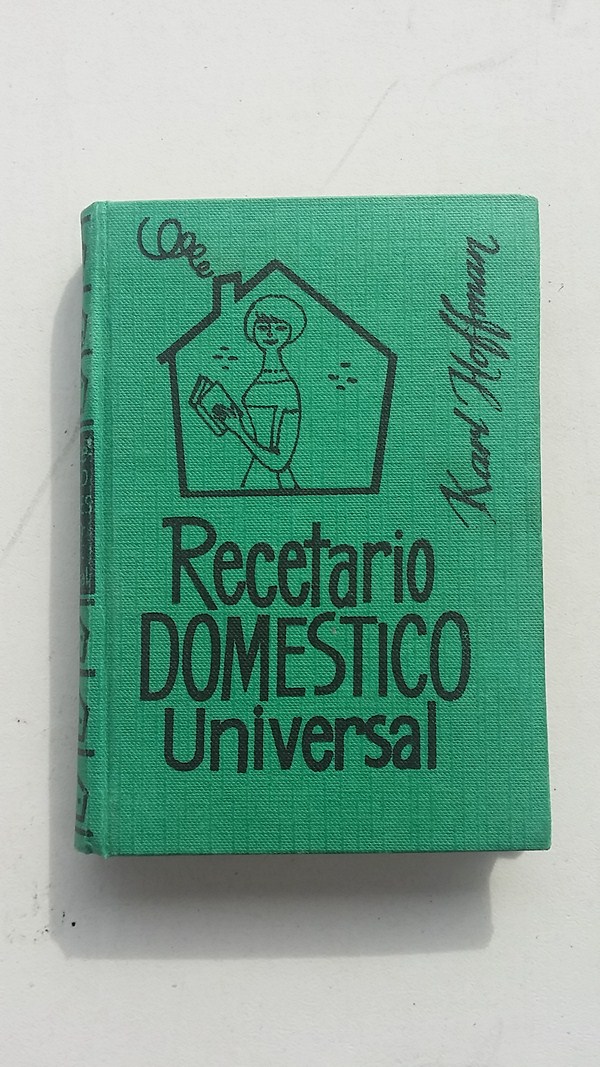 Recetario
DOMESTICO
Universal
Karl Hoffman